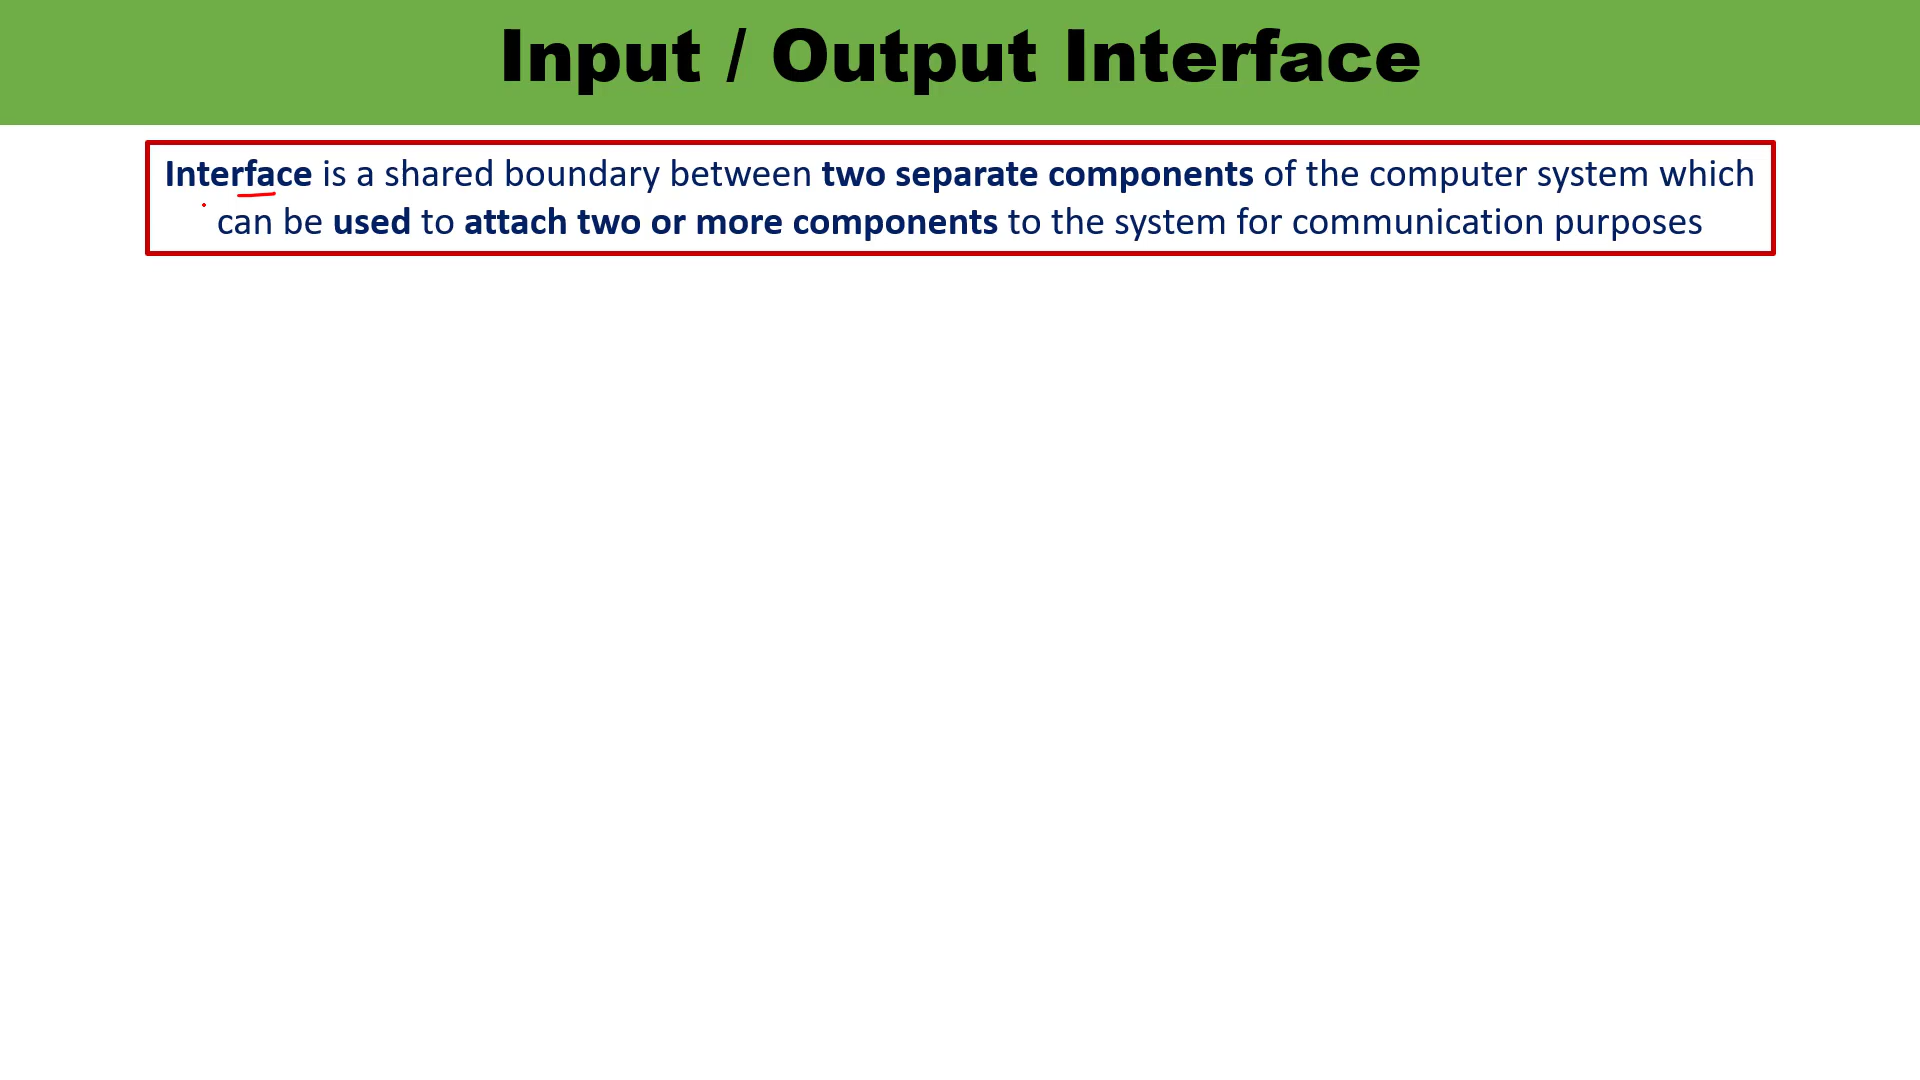 Input / Output Interface
Interface is a shared boundary between two separate components of the computer system which
can be used to attach two or more components to the system for communication purposes